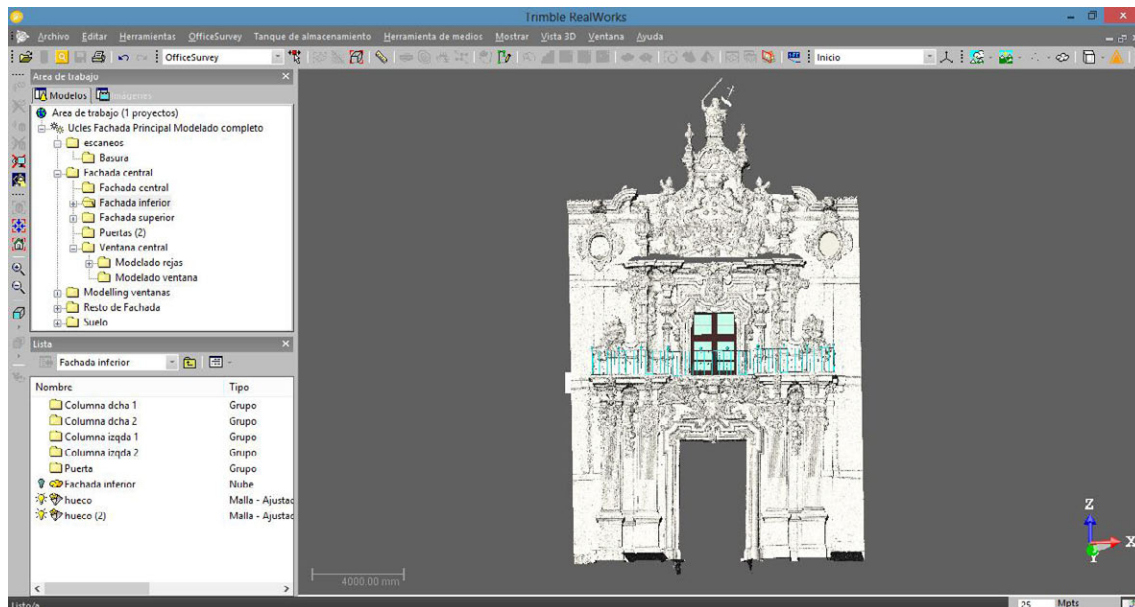 Trimble RealWorks
Archivo Editar Herramientas OfficeSurvey Tanque de almacenamiento Herramienta de medios Mostrar Vista 3D Ventana Ayuda
OfficeSurvey Inicio
Area de trabajo
Modelos Imágenes
Area de trabajo (1 proyectos)
Ucles Fachada Principal Modelado completo
escaneos
Basura
Fachada central
Fachada central
Fachada inferior
Fachada superior
Puertas (2)
Ventana central
Modelado rejas
Modelado ventana
Modelling ventanas
Resto de Fachada
Suelo
Lista
Fachada inferior
Nombre Tipo
Columna dcha 1 Grupo
Columna dcha 2 Grupo
Columna izqda 1 Grupo
Columna izqda 2 Grupo
Puerta Grupo
Fachada inferior Nube
hueco Malla - Ajustad
hueco (2) Malla - Ajustad
4000.00 mm
Z
X
Y
Listo/a
25 Mpts